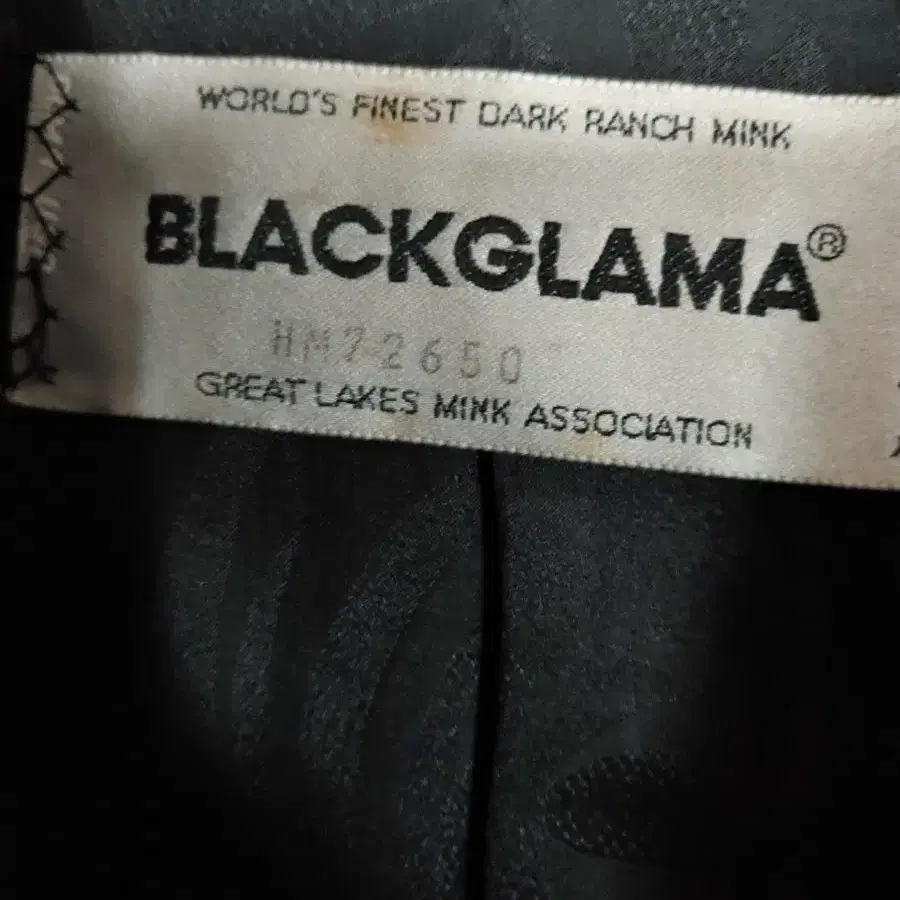 WORLD'S FINEST DARK RANCH MINK
BLACKGLAMA®
HM72650
GREAT LAKES MINK ASSOCIATION